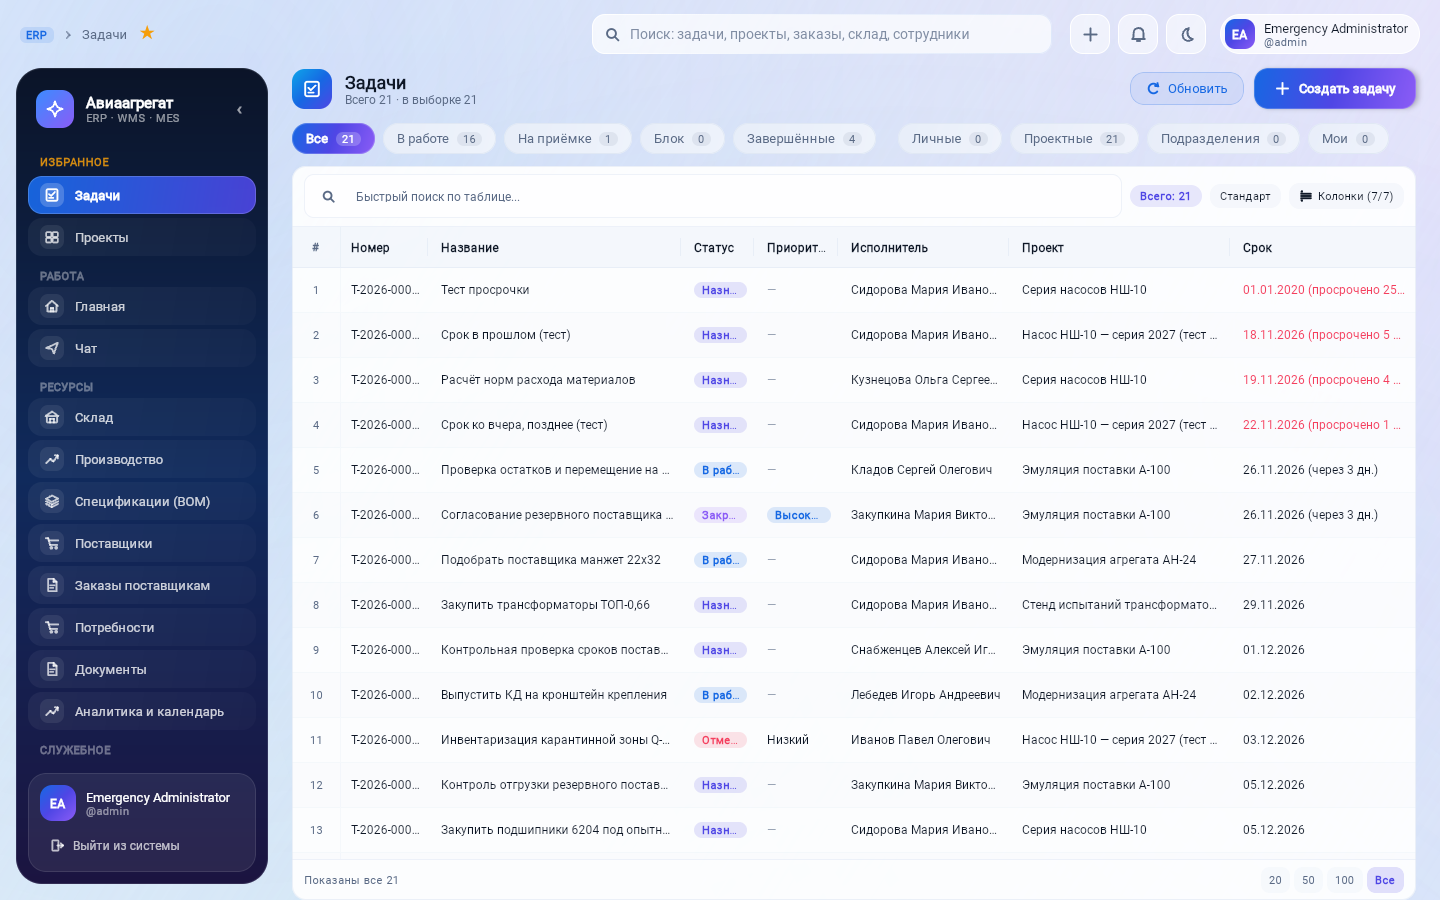 ERP › Задачи
Поиск: задачи, проекты, заказы, склад, сотрудники
EA
Emergency Administrator
@admin
Авиаагрегат
ERP · WMS · MES
ИЗБРАННОЕ
Задачи
Проекты
РАБОТА
Главная
Чат
РЕСУРСЫ
Склад
Производство
Спецификации (BOM)
Поставщики
Заказы поставщикам
Потребности
Документы
Аналитика и календарь
СЛУЖЕБНОЕ
EA
Emergency Administrator
@admin
Выйти из системы
Задачи
Всего 21 · в выборке 21
Обновить
Создать задачу
Все 21 В работе 16 На приёмке 1 Блок 0 Завершённые 4 Личные 0 Проектные 21 Подразделения 0 Мои 0
Быстрый поиск по таблице...
Всего: 21 Стандарт Колонки (7/7)
# Номер Название Статус Приорит... Исполнитель Проект Срок
1 T-2026-000... Тест просрочки Назн... — Сидорова Мария Ивано... Серия насосов НШ-10 01.01.2020 (просрочено 25...
2 T-2026-000... Срок в прошлом (тест) Назн... — Сидорова Мария Ивано... Насос НШ-10 — серия 2027 (тест ... 18.11.2026 (просрочено 5 ...
3 T-2026-000... Расчёт норм расхода материалов Назн... — Кузнецова Ольга Сергее... Серия насосов НШ-10 19.11.2026 (просрочено 4 ...
4 T-2026-000... Срок ко вчера, позднее (тест) Назн... — Сидорова Мария Ивано... Насос НШ-10 — серия 2027 (тест ... 22.11.2026 (просрочено 1 ...
5 T-2026-000... Проверка остатков и перемещение на ... В раб... — Кладов Сергей Олегович Эмуляция поставки А-100 26.11.2026 (через 3 дн.)
6 T-2026-000... Согласование резервного поставщика ... Закр... Высок... Закупкина Мария Викто... Эмуляция поставки А-100 26.11.2026 (через 3 дн.)
7 T-2026-000... Подобрать поставщика манжет 22х32 В раб... — Сидорова Мария Ивано... Модернизация агрегата АН-24 27.11.2026
8 T-2026-000... Закупить трансформаторы ТОП-0,66 Назн... — Сидорова Мария Ивано... Стенд испытаний трансформато... 29.11.2026
9 T-2026-000... Контрольная проверка сроков постав... Назн... — Снабженцев Алексей Иг... Эмуляция поставки А-100 01.12.2026
10 T-2026-000... Выпустить КД на кронштейн крепления В раб... — Лебедев Игорь Андреевич Модернизация агрегата АН-24 02.12.2026
11 T-2026-000... Инвентаризация карантинной зоны Q-... Отме... Низкий Иванов Павел Олегович Насос НШ-10 — серия 2027 (тест ... 03.12.2026
12 T-2026-000... Контроль отгрузки резервного постав... Назн... — Закупкина Мария Викто... Эмуляция поставки А-100 05.12.2026
13 T-2026-000... Закупить подшипники 6204 под опытн... Назн... — Сидорова Мария Ивано... Серия насосов НШ-10 05.12.2026
Показаны все 21
20 50 100 Все